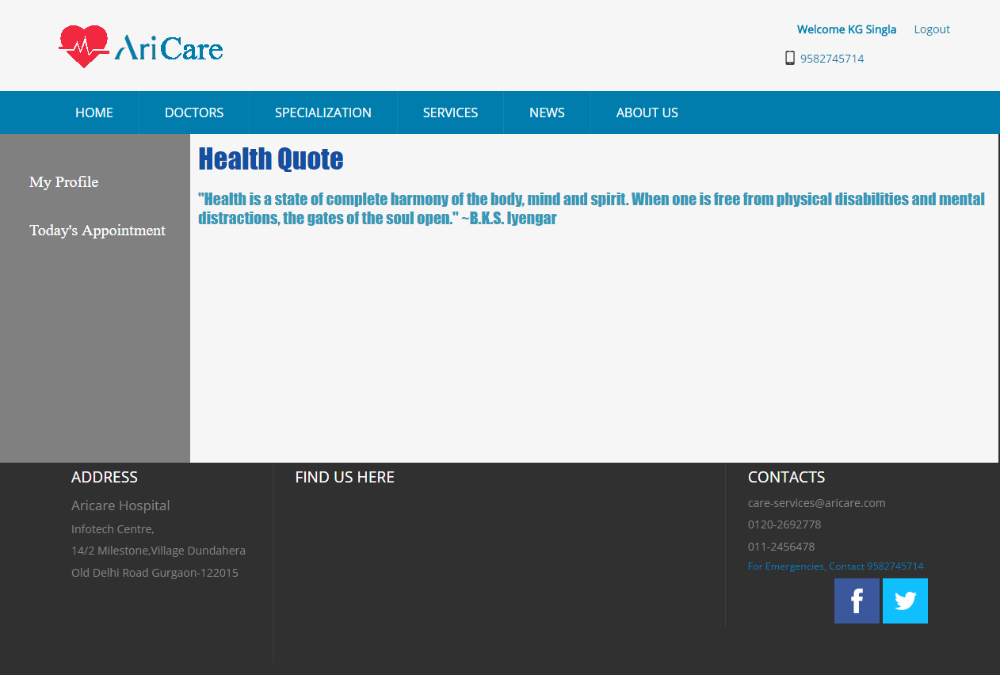 AriCare
Welcome KG Singla Logout
9582745714
HOME DOCTORS SPECIALIZATION SERVICES NEWS ABOUT US
My Profile
Today's Appointment
Health Quote
"Health is a state of complete harmony of the body, mind and spirit. When one is free from physical disabilities and mental
distractions, the gates of the soul open." ~B.K.S. Iyengar
ADDRESS
Aricare Hospital
Infotech Centre,
14/2 Milestone,Village Dundahera
Old Delhi Road Gurgaon-122015
FIND US HERE
CONTACTS
care-services@aricare.com
0120-2692778
011-2456478
For Emergencies, Contact 9582745714